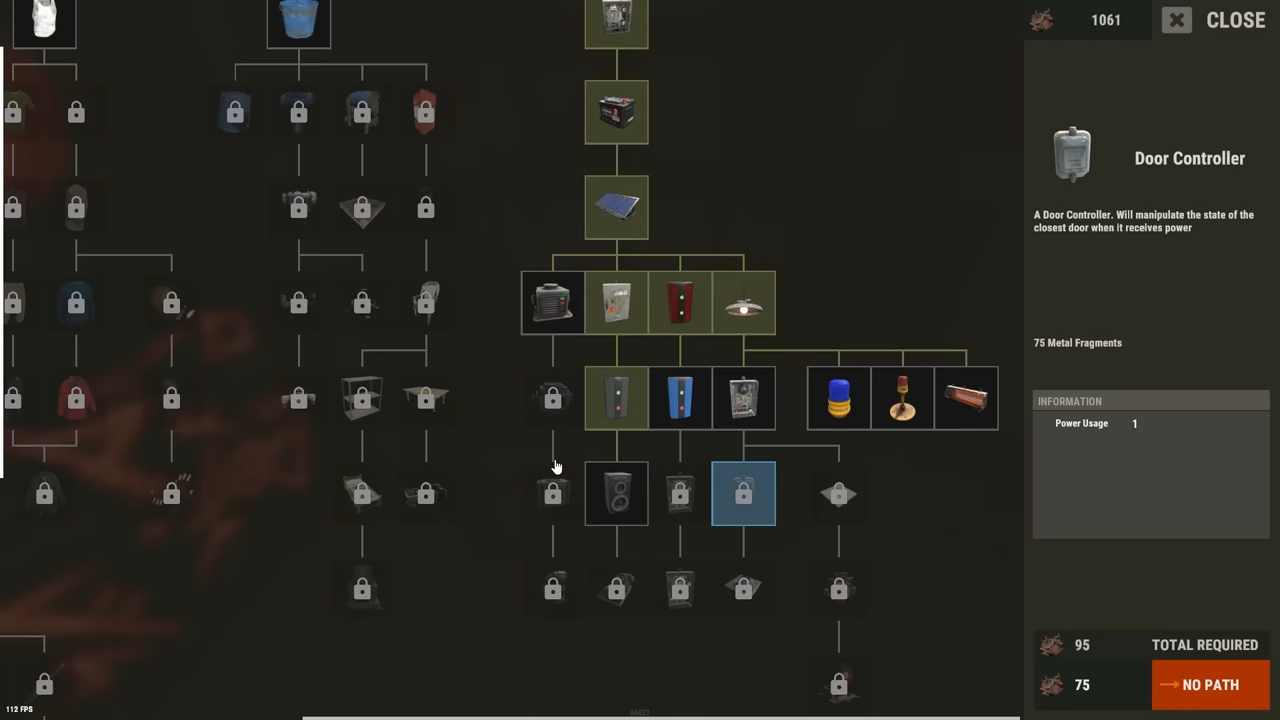 1061
CLOSE
Door Controller
A Door Controller. Will manipulate the state of the
closest door when it receives power
75 Metal Fragments
INFORMATION
Power Usage 1
95 TOTAL REQUIRED
75 NO PATH
112 FPS